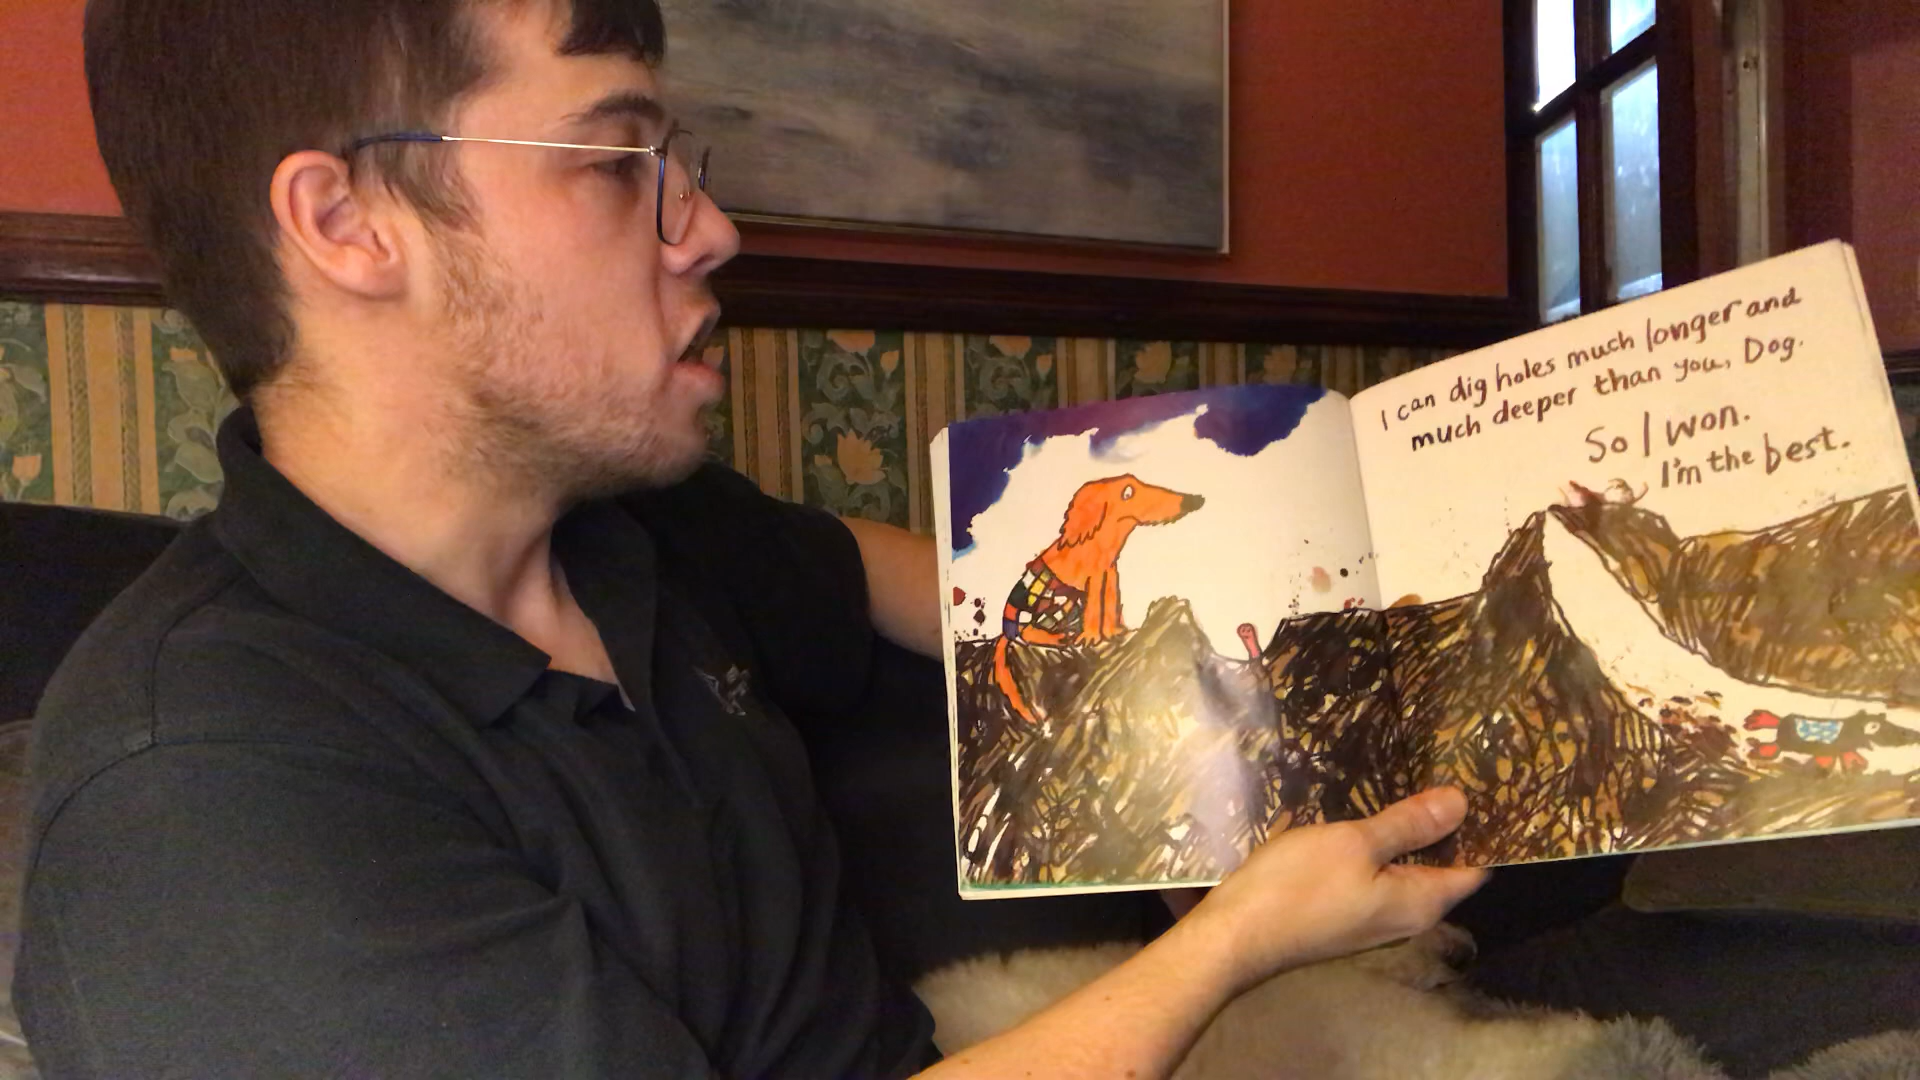 I can dig holes much longer and
much deeper than you, Dog.
So I won.
I'm the best.